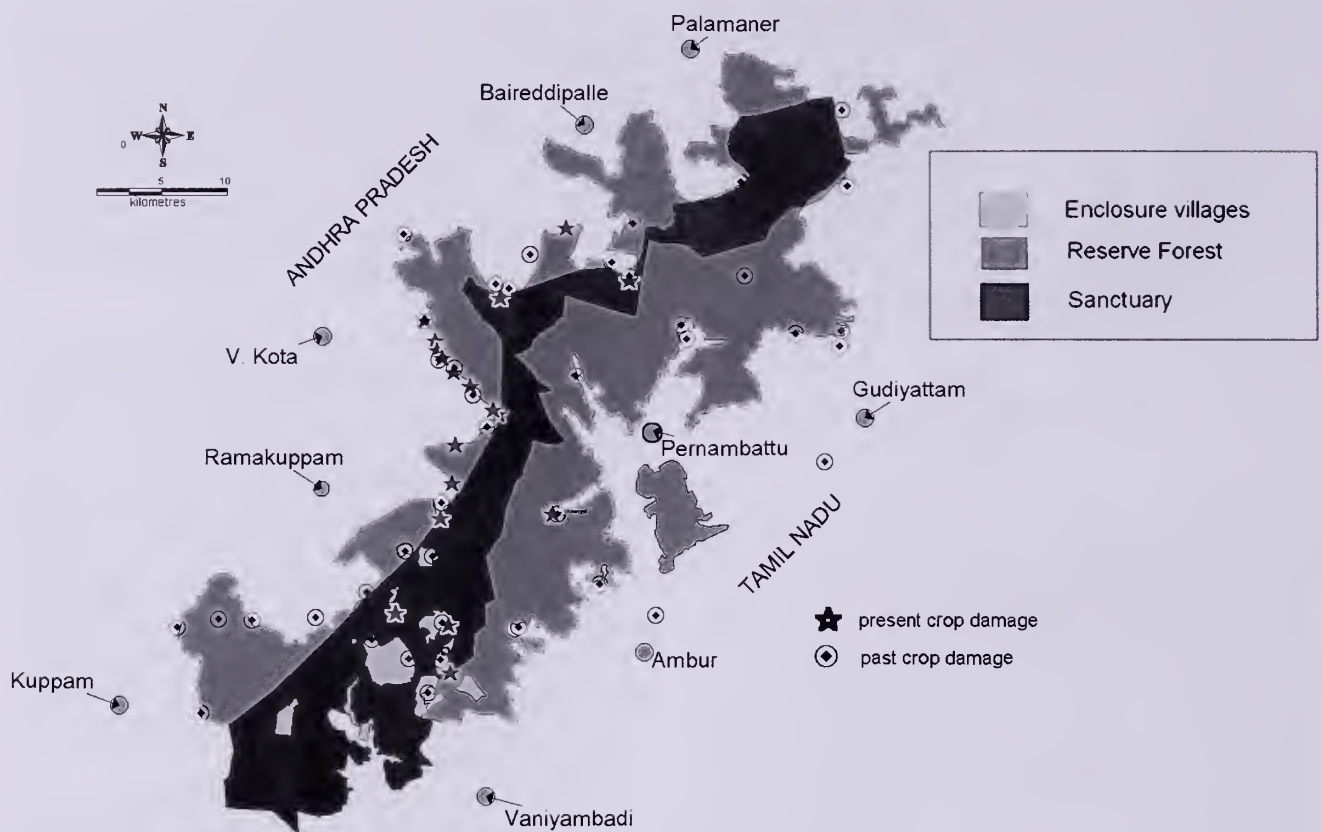 Palamaner
Baireddipalle
N
W E
S
0 5 10
kilometres
ANDHRA PRADESH
Enclosure villages
Reserve Forest
Sanctuary
V. Kota
Gudiyattam
Pernambattu
Ramakuppam
TAMIL NADU
present crop damage
past crop damage
Ambur
Kuppam
Vaniyambadi